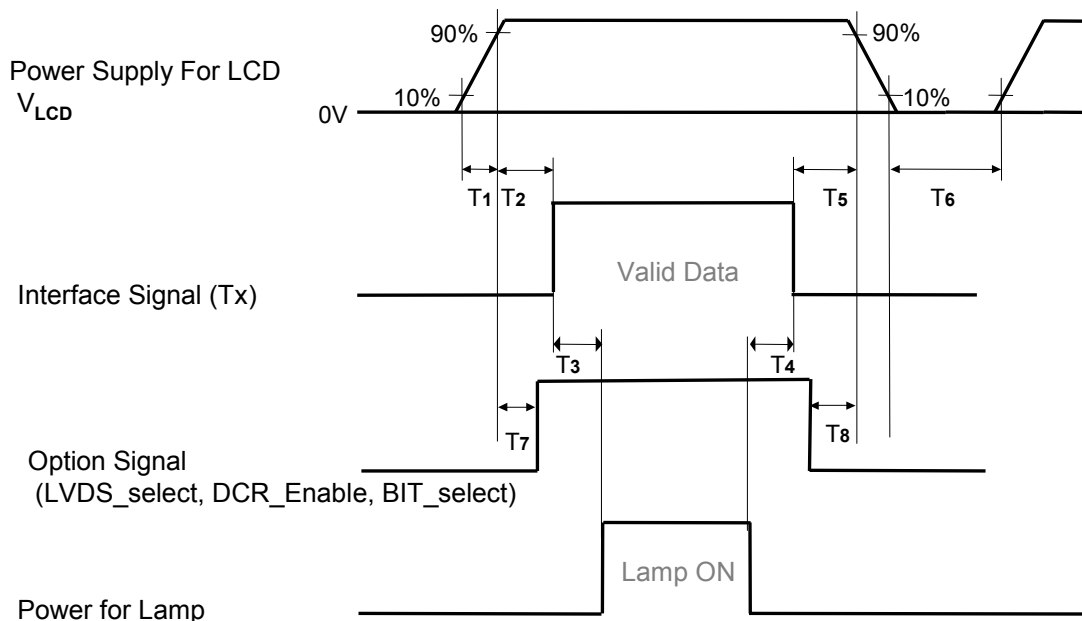 90%
90%
Power Supply For LCD
VLCD
10%
10%
0V
T1 T2
T5
T6
Valid Data
Interface Signal (Tx)
T3
T4
T7
T8
Option Signal
(LVDS_select, DCR_Enable, BIT_select)
Lamp ON
Power for Lamp